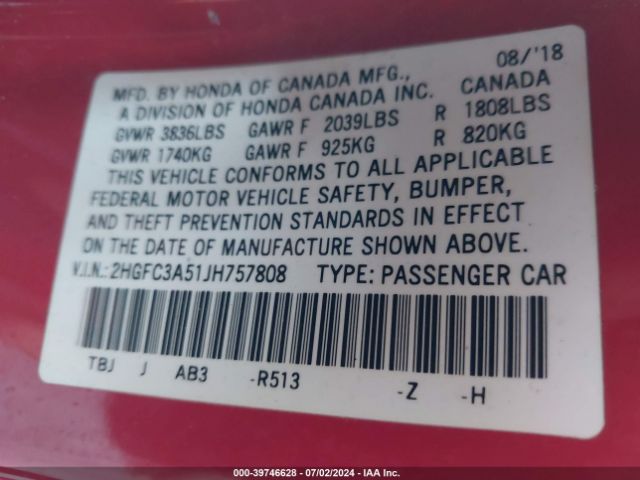 08/'18
MFD. BY HONDA OF CANADA MFG., CANADA
A DIVISION OF HONDA CANADA INC.
GVWR 3836LBS GAWR F 2039LBS R 1808LBS
GVWR 1740KG GAWR F 925KG R 820KG
THIS VEHICLE CONFORMS TO ALL APPLICABLE
FEDERAL MOTOR VEHICLE SAFETY, BUMPER,
AND THEFT PREVENTION STANDARDS IN EFFECT
ON THE DATE OF MANUFACTURE SHOWN ABOVE.
V.I.N.: 2HGFC3A51JH757808 TYPE: PASSENGER CAR
TBJ J AB3 -R513 -Z -H
000-39746628 - 07/02/2024 - IAA Inc.